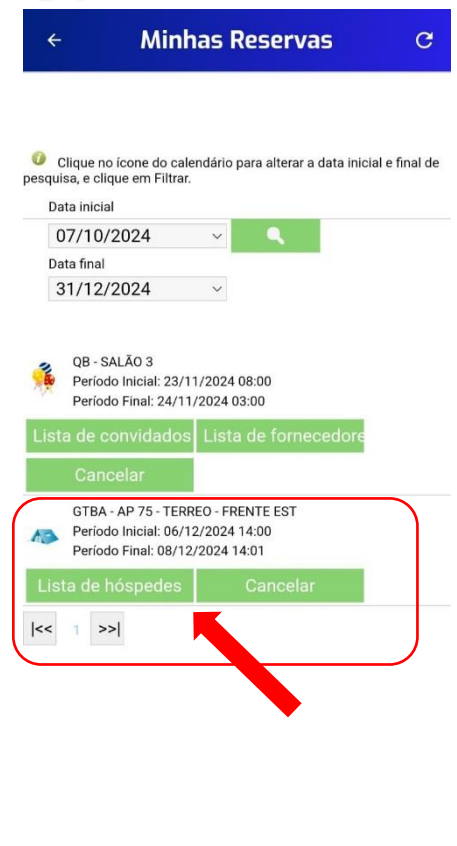 Minhas Reservas
Clique no ícone do calendário para alterar a data inicial e final de
pesquisa, e clique em Filtrar.
Data inicial
07/10/2024
Data final
31/12/2024
QB - SALÃO 3
Período Inicial: 23/11/2024 08:00
Período Final: 24/11/2024 03:00
Lista de convidados Lista de fornecedore
Cancelar
GTBA - AP 75 - TERREO - FRENTE EST
Período Inicial: 06/12/2024 14:00
Período Final: 08/12/2024 14:01
Lista de hóspedes Cancelar
|<< 1 >>|